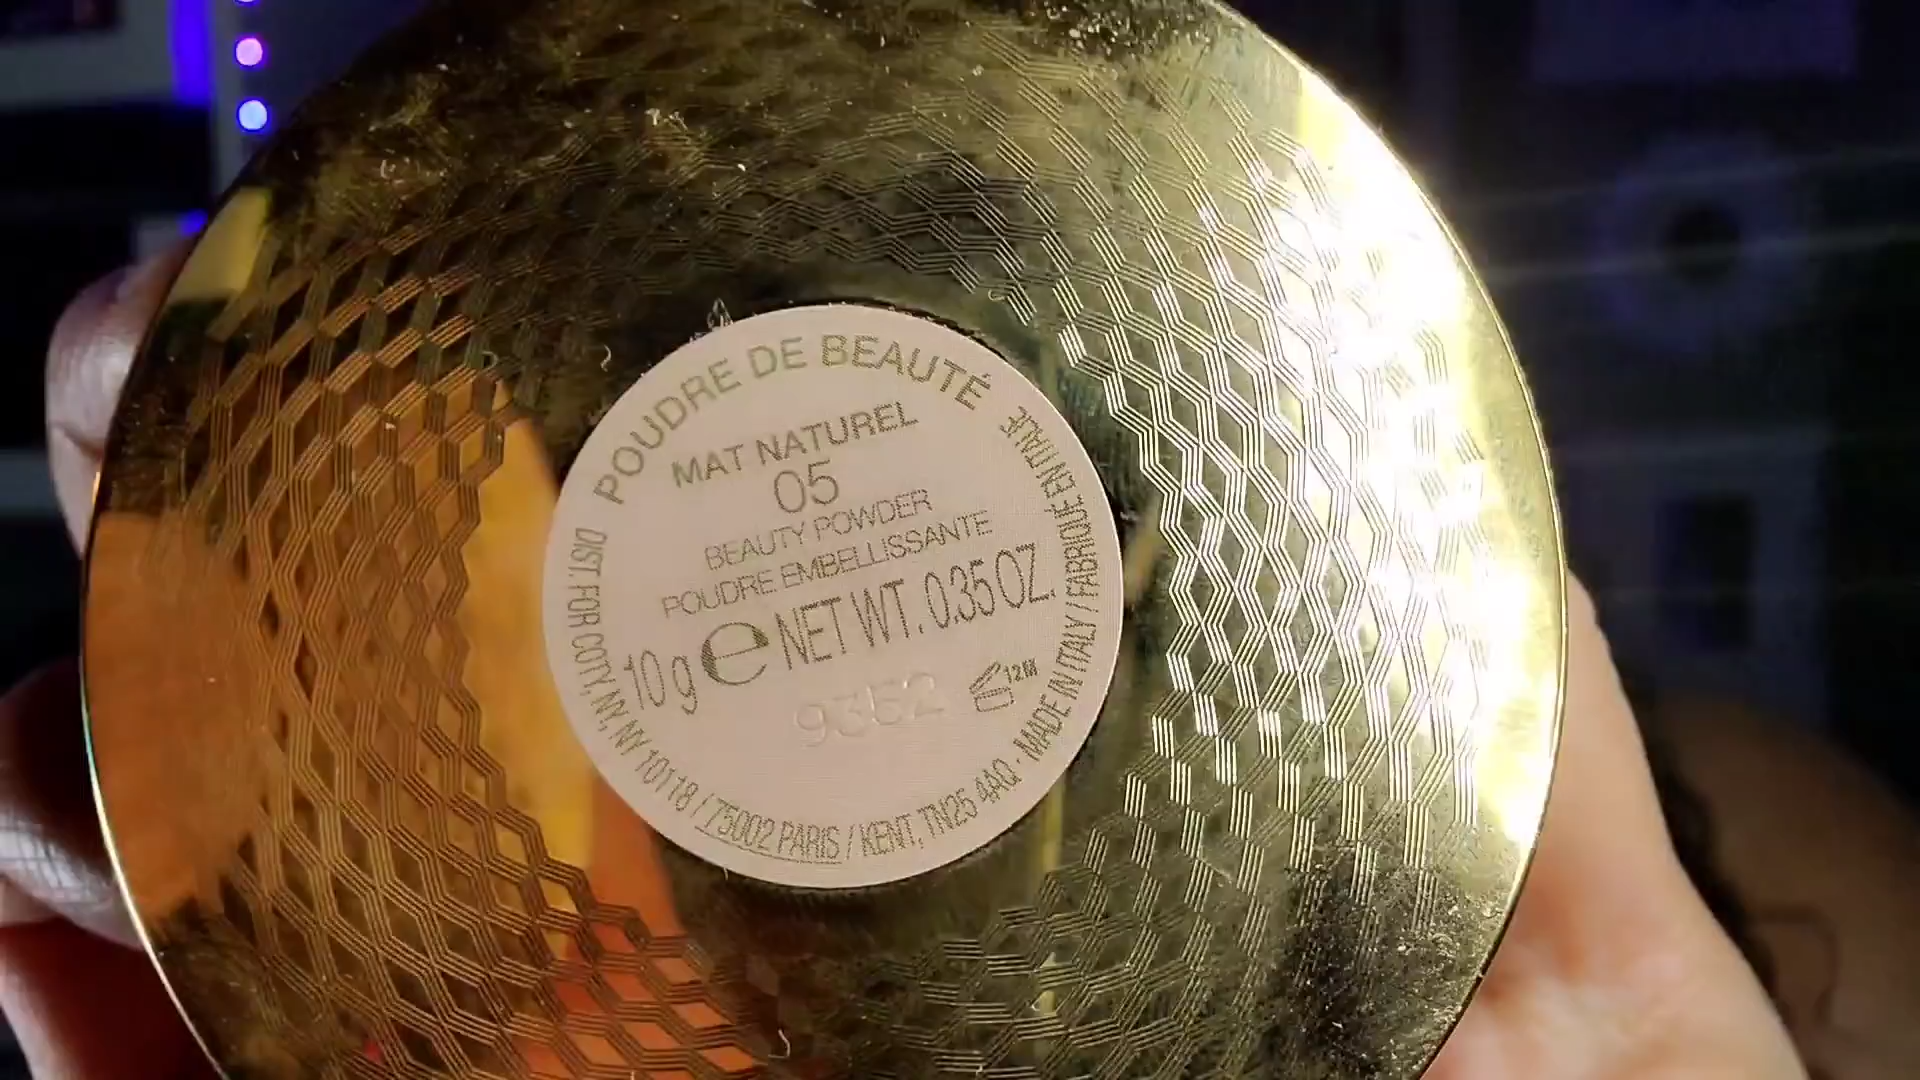 POUDRE DE BEAUTÉ
MAT NATUREL
05
BEAUTY POWDER
POUDRE EMBELLISSANTE
10 g e NET WT. 0.35 OZ.
9352
12M
DIST. FOR COTY, NY, NY 10118 / 75002 PARIS / KENT, TN25 4AQ · MADE IN ITALY / FABRIQUÉ EN ITALIE